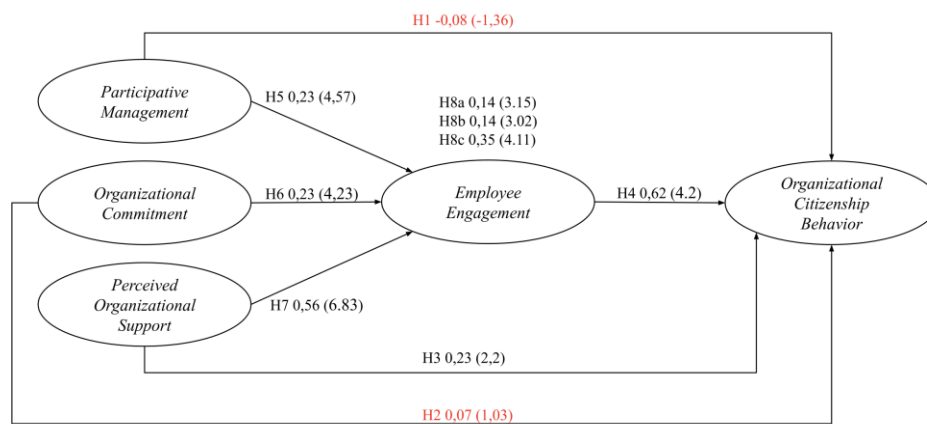 H1 -0,08 (-1,36)
Participative
Management
H5 0,23 (4,57)
H8a 0,14 (3.15)
H8b 0,14 (3.02)
H8c 0,35 (4.11)
Organizational
Commitment
H6 0,23 (4,23)
Employee
Engagement
H4 0,62 (4.2)
Organizational
Citizenship
Behavior
Perceived
Organizational
Support
H7 0,56 (6.83)
H3 0,23 (2,2)
H2 0,07 (1,03)